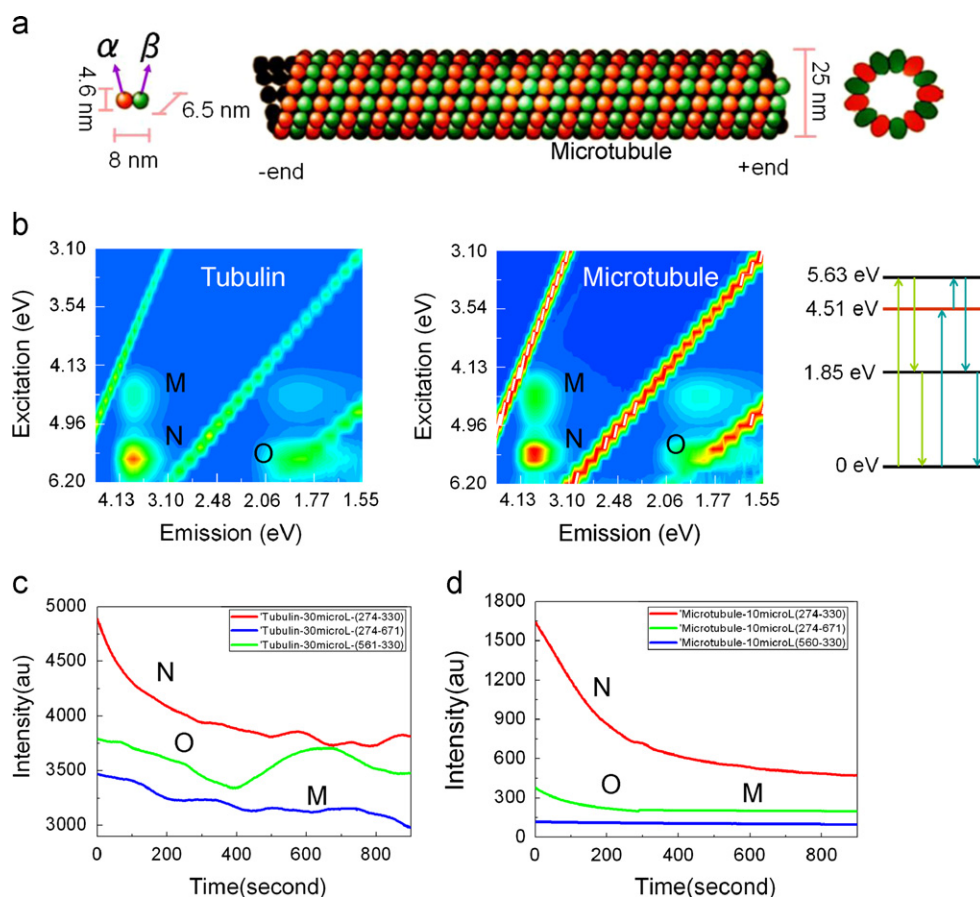 a
α β
4.6 nm
6.5 nm
8 nm
-end
Microtubule
+end
25 nm
b
Excitation (eV)
3.10
3.54
4.13
4.96
6.20
Tubulin
M
N
O
4.13 3.10 2.48 2.06 1.77 1.55
Emission (eV)
Excitation (eV)
3.10
3.54
4.13
4.96
6.20
Microtubule
M
N
O
4.13 3.10 2.48 2.06 1.77 1.55
Emission (eV)
5.63 eV
4.51 eV
1.85 eV
0 eV
c
Intensity(au)
5000
4500
4000
3500
3000
'Tubulin-30microL-(274-330)
'Tubulin-30microL-(274-671)
'Tubulin-30microL-(561-330)
N
O
M
0 200 400 600 800
Time(second)
d
Intensity(au)
1800
1500
1200
900
600
300
0
'Microtubule-10microL(274-330)
'Microtubule-10microL(274-671)
'Microtubule-10microL(560-330)
N
O
M
0 200 400 600 800
Time(second)